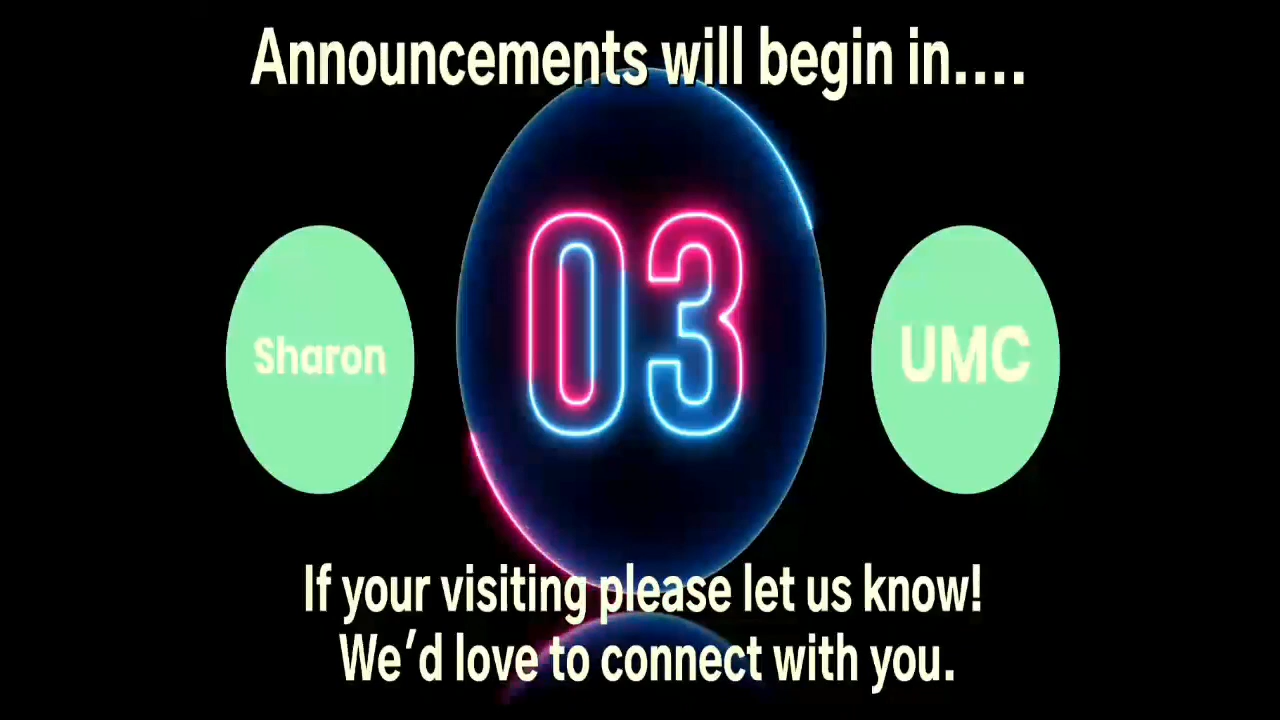 Announcements will begin in....
Sharon
03
UMC
If your visiting please let us know!
We'd love to connect with you.